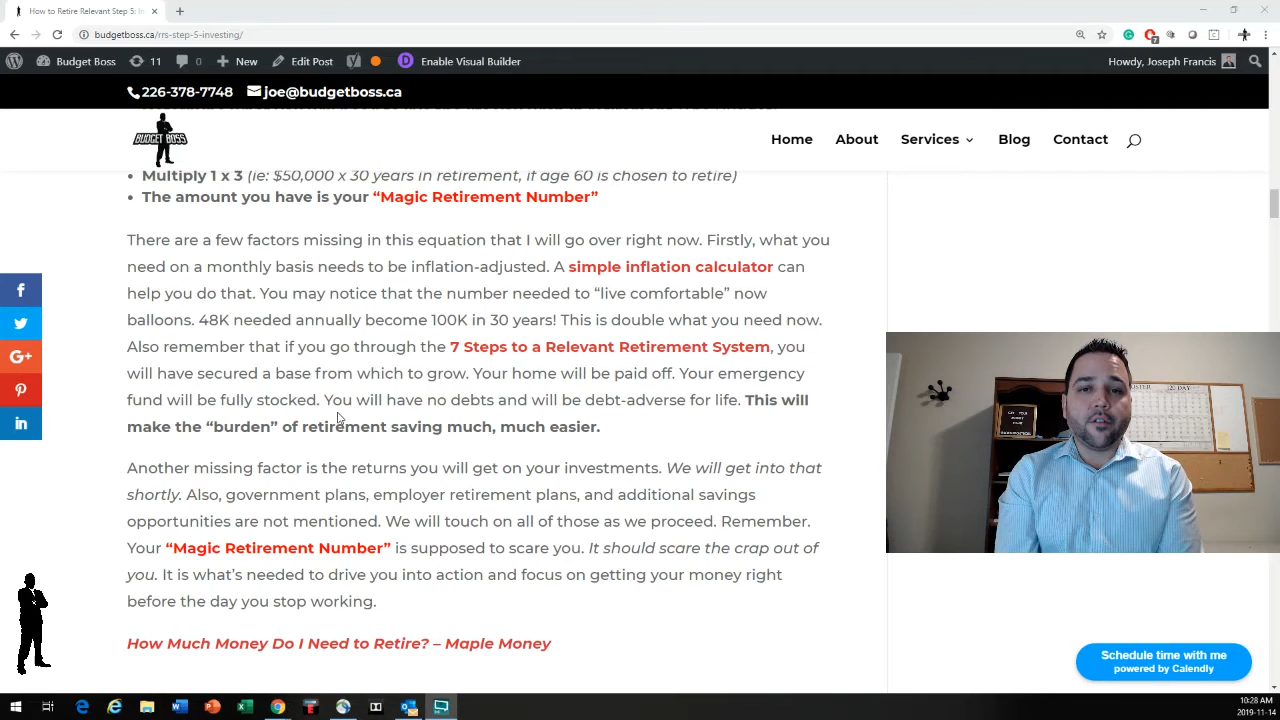 How to Retire Relevant Step 5: In
budgetboss.ca/rrs-step-5-investing/
7
Budget Boss
11
0
New
Edit Post
Enable Visual Builder
Howdy, Joseph Francis
226-378-7748
joe@budgetboss.ca
BUDGET BOSS
Home
About
Services
Blog
Contact
• Multiply 1 x 3 (ie: $50,000 x 30 years in retirement, if age 60 is chosen to retire)
• The amount you have is your “Magic Retirement Number”
There are a few factors missing in this equation that I will go over right now. Firstly, what you
need on a monthly basis needs to be inflation-adjusted. A simple inflation calculator can
help you do that. You may notice that the number needed to “live comfortable” now
balloons. 48K needed annually become 100K in 30 years! This is double what you need now.
Also remember that if you go through the 7 Steps to a Relevant Retirement System, you
will have secured a base from which to grow. Your home will be paid off. Your emergency
fund will be fully stocked. You will have no debts and will be debt-adverse for life. This will
make the “burden” of retirement saving much, much easier.
Another missing factor is the returns you will get on your investments. We will get into that
shortly. Also, government plans, employer retirement plans, and additional savings
opportunities are not mentioned. We will touch on all of those as we proceed. Remember.
Your “Magic Retirement Number” is supposed to scare you. It should scare the crap out of
you. It is what’s needed to drive you into action and focus on getting your money right
before the day you stop working.
How Much Money Do I Need to Retire? – Maple Money
Schedule time with me
powered by Calendly
10:28 AM
2019-11-14